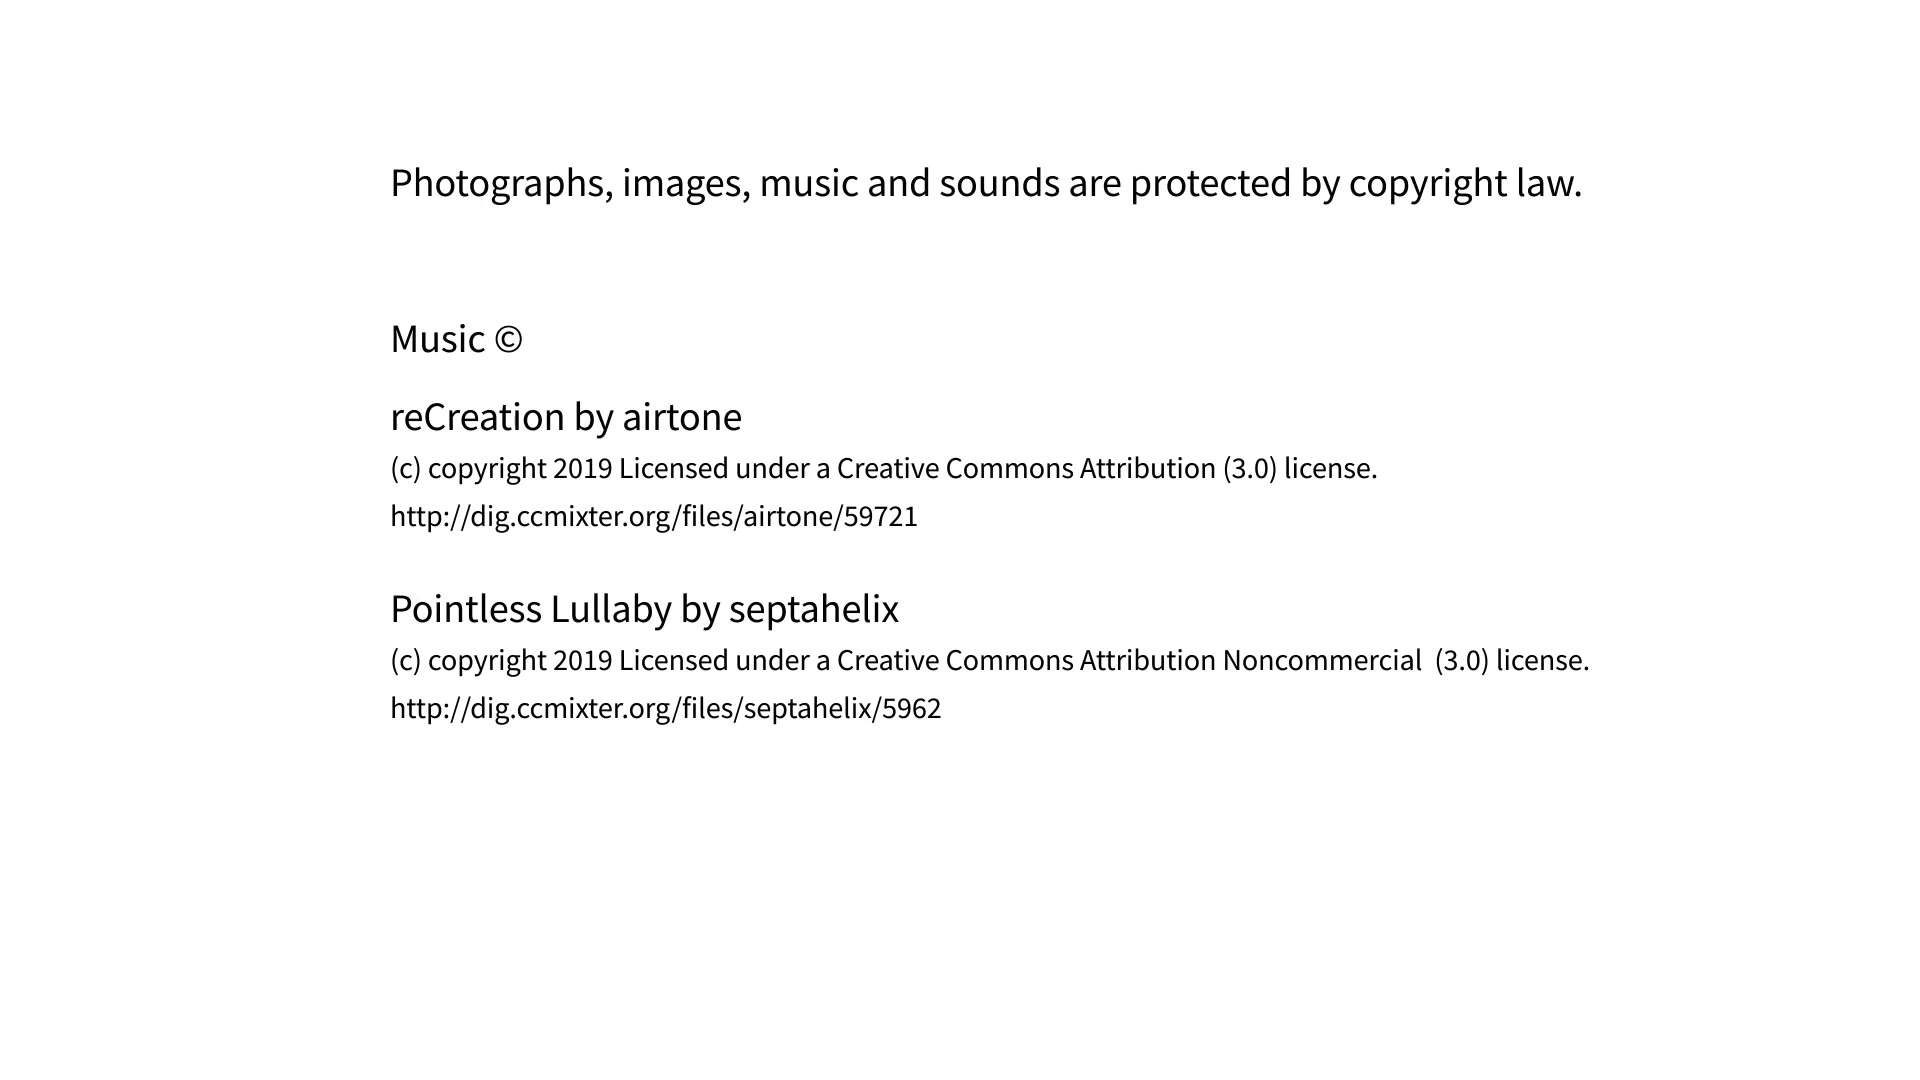 Photographs, images, music and sounds are protected by copyright law.
Music ©
reCreation by airtone
(c) copyright 2019 Licensed under a Creative Commons Attribution (3.0) license.
http://dig.ccmixter.org/files/airtone/59721
Pointless Lullaby by septahelix
(c) copyright 2019 Licensed under a Creative Commons Attribution Noncommercial  (3.0) license.
http://dig.ccmixter.org/files/septahelix/5962